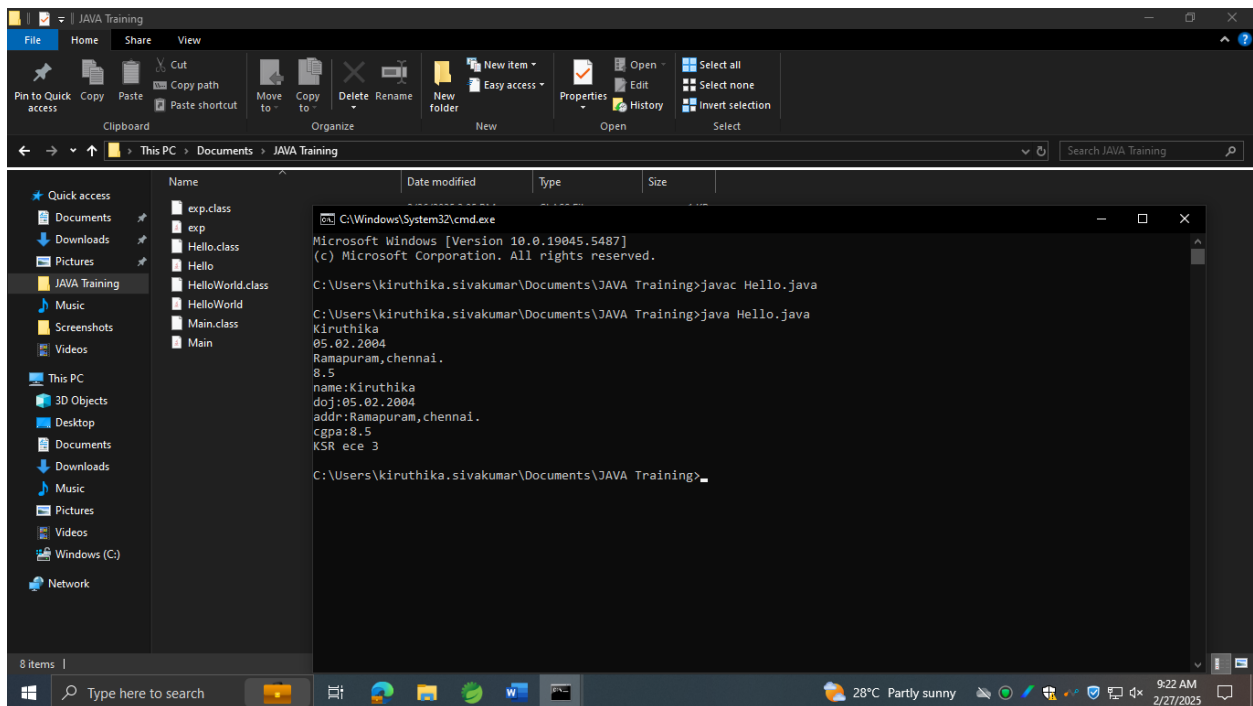 JAVA Training
File Home Share View
Pin to Quick access
Copy
Paste
Cut
Copy path
Paste shortcut
Move to
Copy to
Delete
Rename
New folder
New item
Easy access
Properties
Open
Edit
History
Select all
Select none
Invert selection
Clipboard Organize New Open Select
This PC > Documents > JAVA Training
Search JAVA Training
Name Date modified Type Size
Quick access
Documents
Downloads
Pictures
JAVA Training
Music
Screenshots
Videos
This PC
3D Objects
Desktop
Documents
Downloads
Music
Pictures
Videos
Windows (C:)
Network
exp.class
exp
Hello.class
Hello
HelloWorld.class
HelloWorld
Main.class
Main
C:\Windows\System32\cmd.exe
Microsoft Windows [Version 10.0.19045.5487]
(c) Microsoft Corporation. All rights reserved.
C:\Users\kiruthika.sivakumar\Documents\JAVA Training>javac Hello.java
C:\Users\kiruthika.sivakumar\Documents\JAVA Training>java Hello.java
Kiruthika
05.02.2004
Ramapuram,chennai.
8.5
name:Kiruthika
doj:05.02.2004
addr:Ramapuram,chennai.
cgpa:8.5
KSR ece 3
C:\Users\kiruthika.sivakumar\Documents\JAVA Training>
8 items
Type here to search
28°C Partly sunny
9:22 AM
2/27/2025